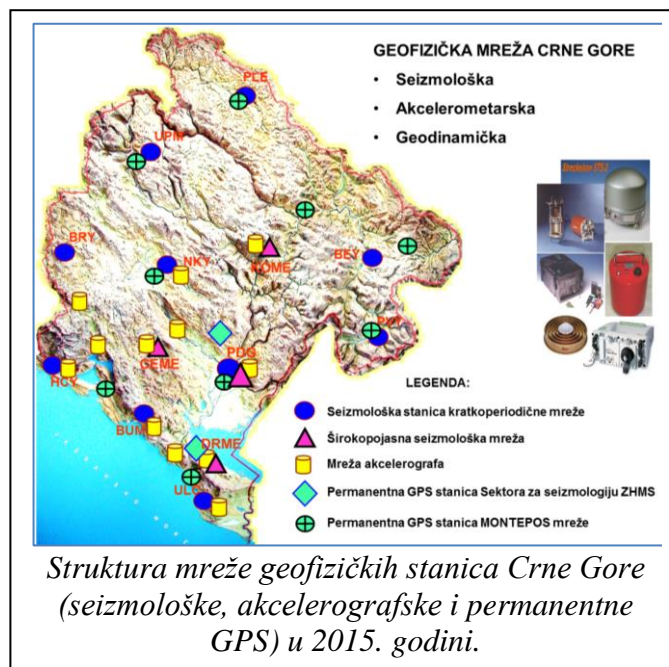 GEOFIZIČKA MREŽA CRNE GORE
• Seizmološka
• Akcelerometarska
• Geodinamička
PLE
UPM
BRY
NKY
KOME
BEY
PVY
CEME
PDG
HCY
BUM
DRME
LEGENDA:
Seizmološka stanica kratkoperiodične mreže
Širokopojasna seizmološka mreža
Mreža akcelerografa
Permanentna GPS stanica Sektora za seizmologiju ZHMS
Permanentna GPS stanica MONTEPOS mreže
Struktura mreže geofizičkih stanica Crne Gore
(seizmološke, akcelerografske i permanentne
GPS) u 2015. godini.